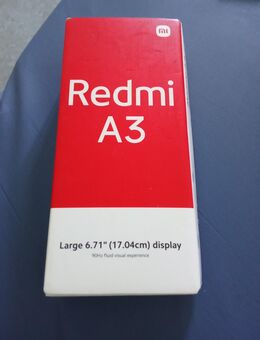 mi
Redmi
A3
Large 6.71" (17.04cm) display
90Hz fluid visual experience